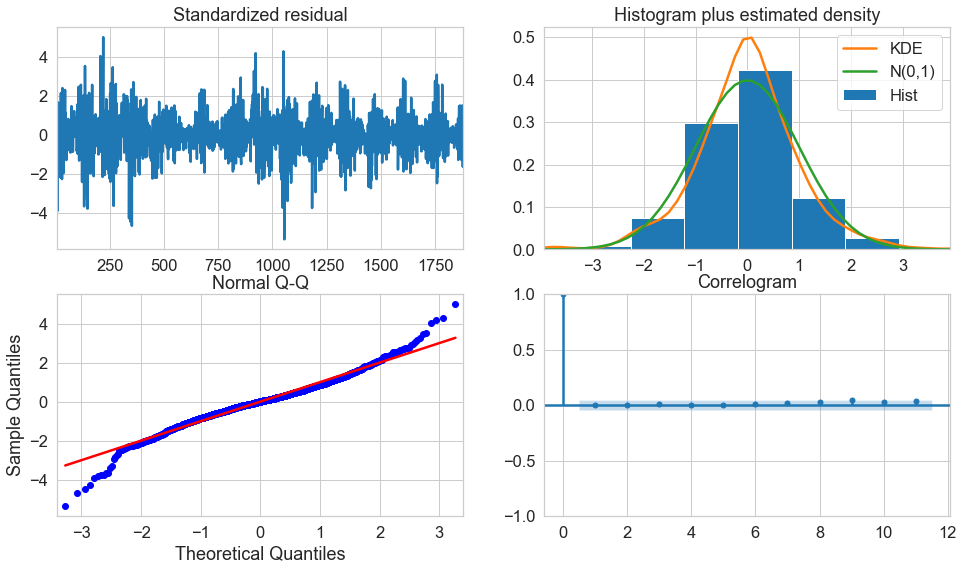 Standardized residual
4
2
0
−2
−4
250 500 750 1000 1250 1500 1750
Histogram plus estimated density
0.5
0.4
0.3
0.2
0.1
0.0
−3 −2 −1 0 1 2 3
KDE
N(0,1)
Hist
Normal Q-Q
Sample Quantiles
4
2
0
−2
−4
−3 −2 −1 0 1 2 3
Theoretical Quantiles
Correlogram
1.0
0.5
0.0
−0.5
−1.0
0 2 4 6 8 10 12